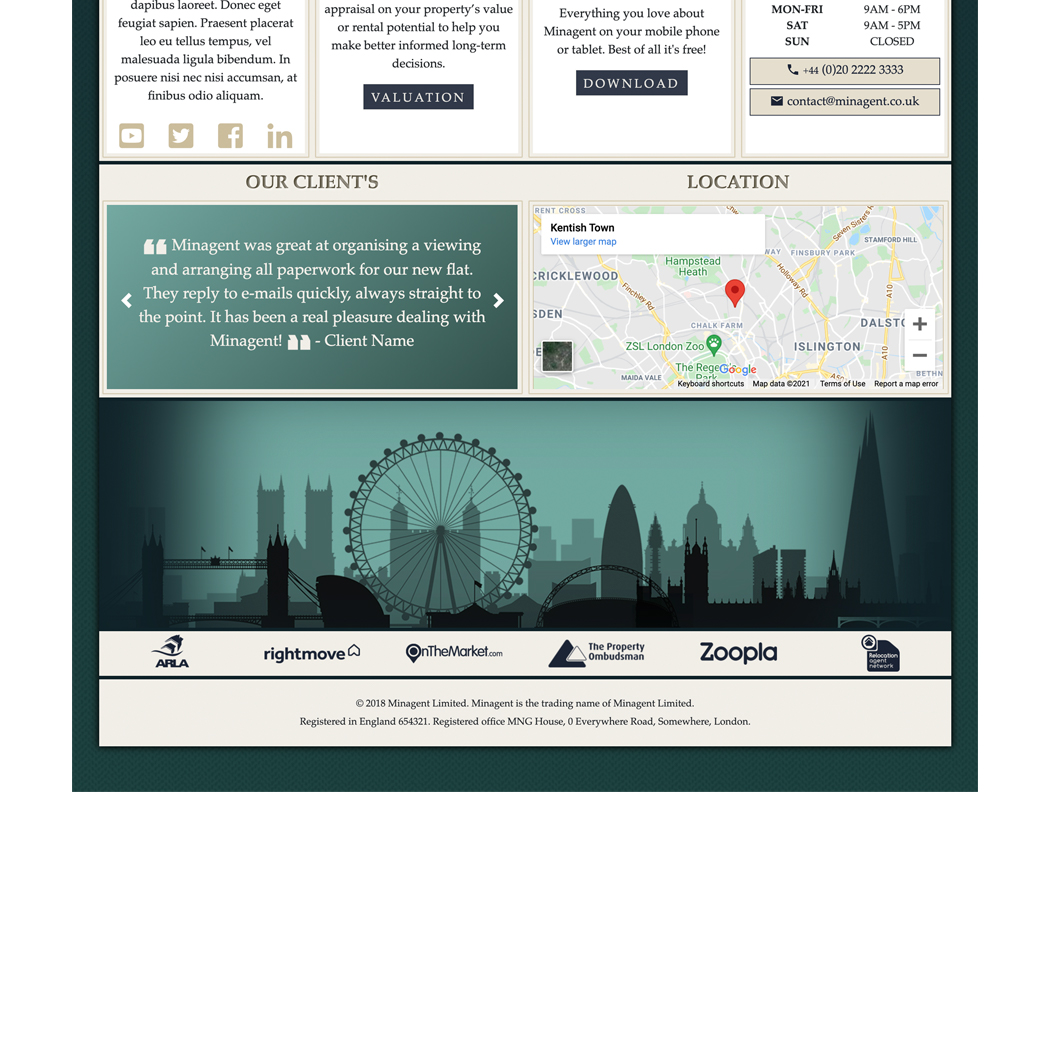 dapibus laoreet. Donec eget
feugiat sapien. Praesent placerat
leo eu tellus tempus, vel
malesuada ligula bibendum. In
posuere nisi nec nisi accumsan, at
finibus odio aliquam.
appraisal on your property's value
or rental potential to help you
make better informed long-term
decisions.
VALUATION
Everything you love about
Minagent on your mobile phone
or tablet. Best of all it's free!
DOWNLOAD
MON-FRI 9AM - 6PM
SAT 9AM - 5PM
SUN CLOSED
+44 (0)20 2222 3333
contact@minagent.co.uk
OUR CLIENT'S
Minagent was great at organising a viewing
and arranging all paperwork for our new flat.
They reply to e-mails quickly, always straight to
the point. It has been a real pleasure dealing with
Minagent! - Client Name
LOCATION
RENT CROSS
Kentish Town
View larger map
WAY
FINSBURY PARK
Seven Sisters R
STAMFORD HILL
Hampstead
Heath
CRICKLEWOOD
Finchley Rd
Holloway Rd
A10
SDEN
CHALK FARM
DALSTO
ZSL London Zoo
ISLINGTON
A10
DE
The Rege
Park
Google
MAIDA VALE
BETHN
Keyboard shortcuts Map data ©2021 Terms of Use Report a map error
ARLA
rightmove
OnTheMarket.com
The Property
Ombudsman
Zoopla
Relocation
agent
network
© 2018 Minagent Limited. Minagent is the trading name of Minagent Limited.
Registered in England 654321. Registered office MNG House, 0 Everywhere Road, Somewhere, London.